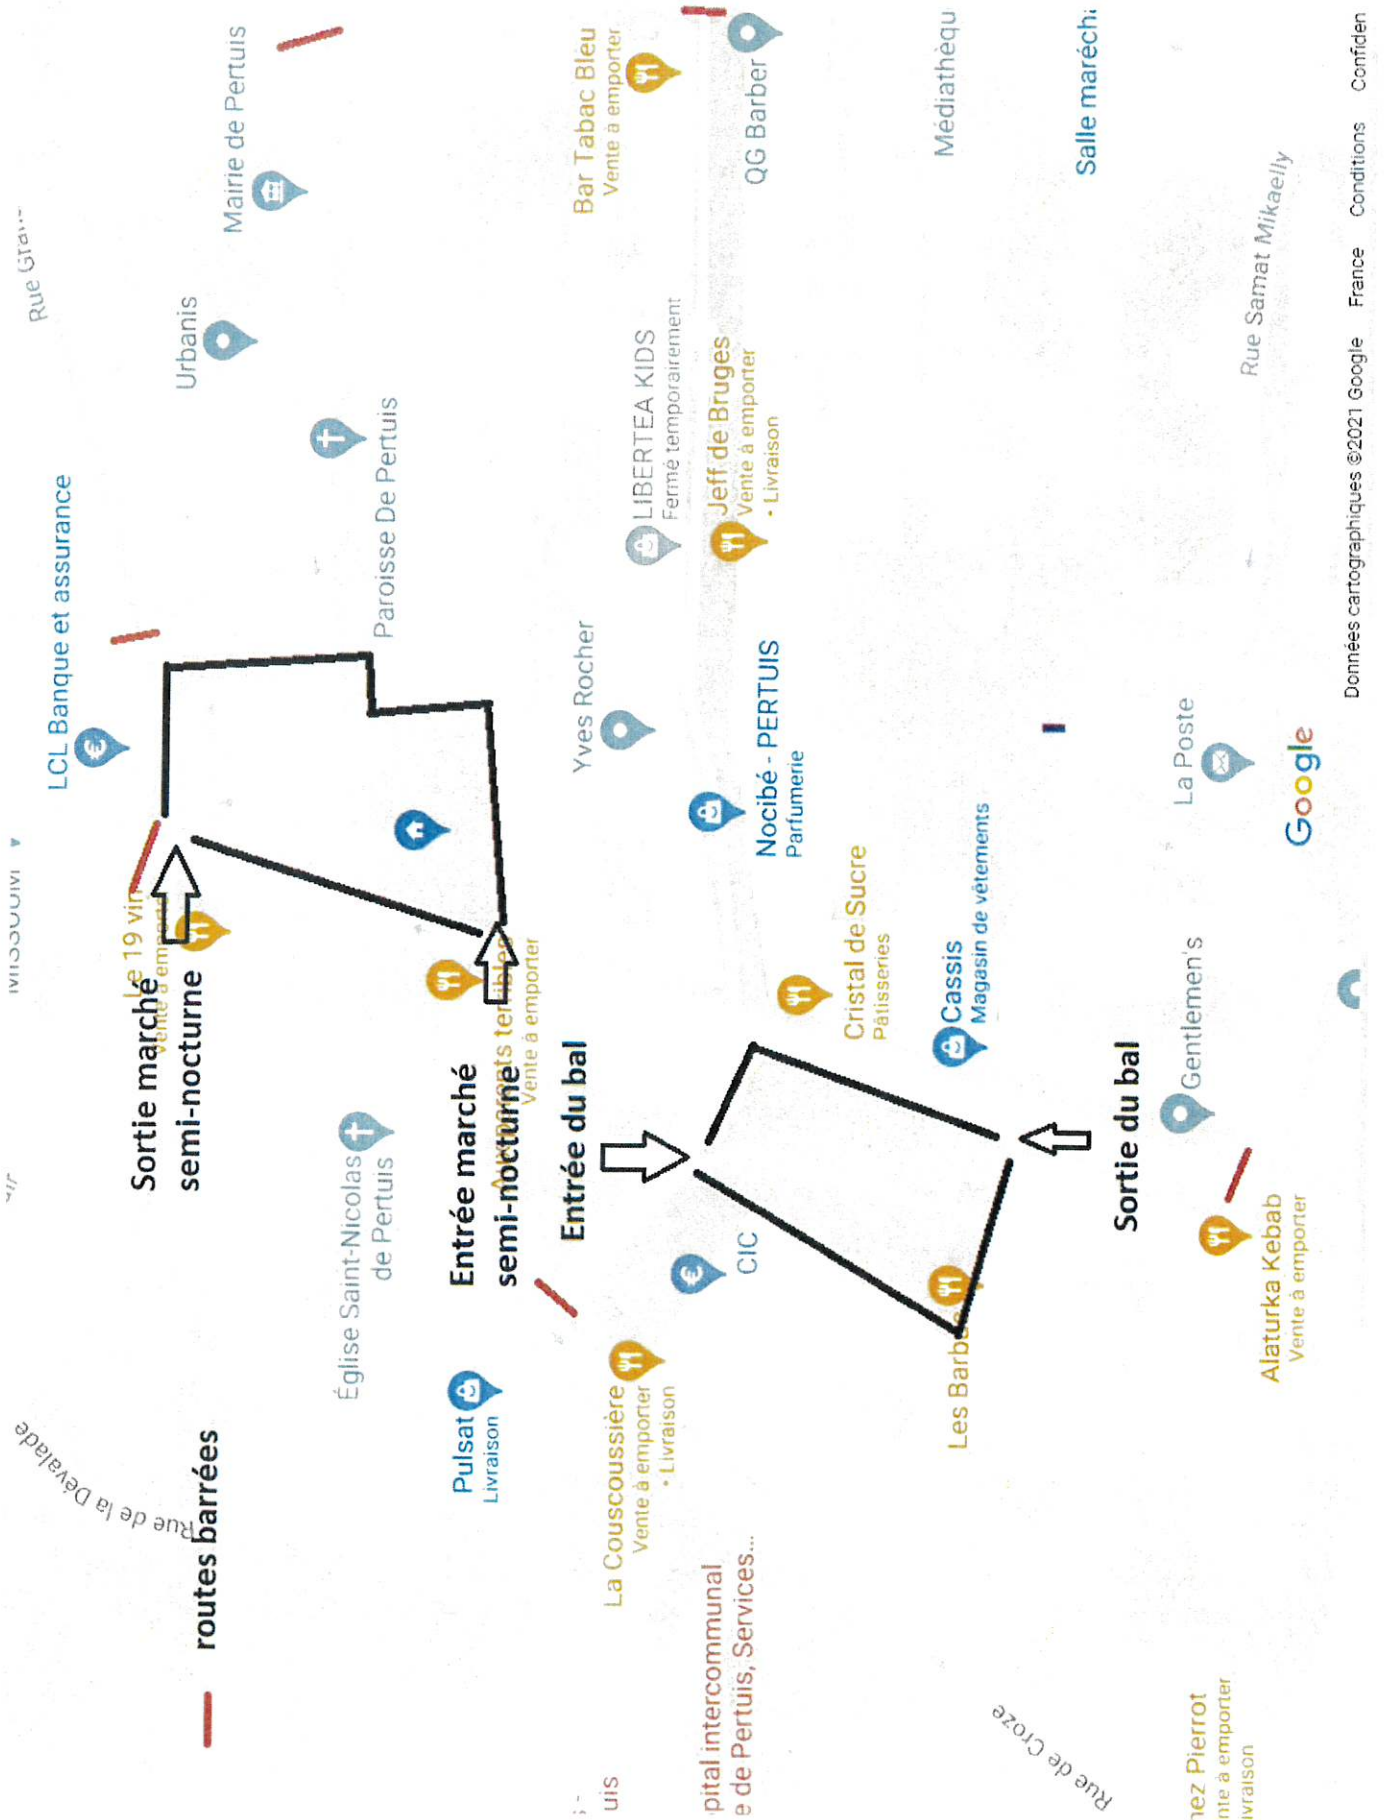 LCL Banque et assurance
Rue de la Dévalade
Le 19 vin
Sortie marché
semi-nocturne
Urbanis
routes barrées
Mairie de Pertuis
Église Saint-Nicolas
de Pertuis
Paroisse De Pertuis
Pulsat
Livraison
Entrée marché
semi-nocturne
Vente à emporter
Entrée du bal
Yves Rocher
Bar Tabac Bleu
Vente à emporter
La Couscoussière
Vente à emporter
• Livraison
LIBERTEA KIDS
Fermé temporairement
pital intercommunal
e de Pertuis, Services...
CIC
Jeff de Bruges
Vente à emporter
• Livraison
QG Barber
Nocibé - PERTUIS
Parfumerie
Cristal de Sucre
Pâtisseries
Les Barb
Cassis
Magasin de vêtements
Médiathèqu
Rue de Croze
Salle maréch
Sortie du bal
Gentlemen's
La Poste
nez Pierrot
nte à emporter
ivraison
Alaturka Kebab
Vente à emporter
Rue Samat Mikaelly
Google
Données cartographiques ©2021 Google France Conditions Confiden